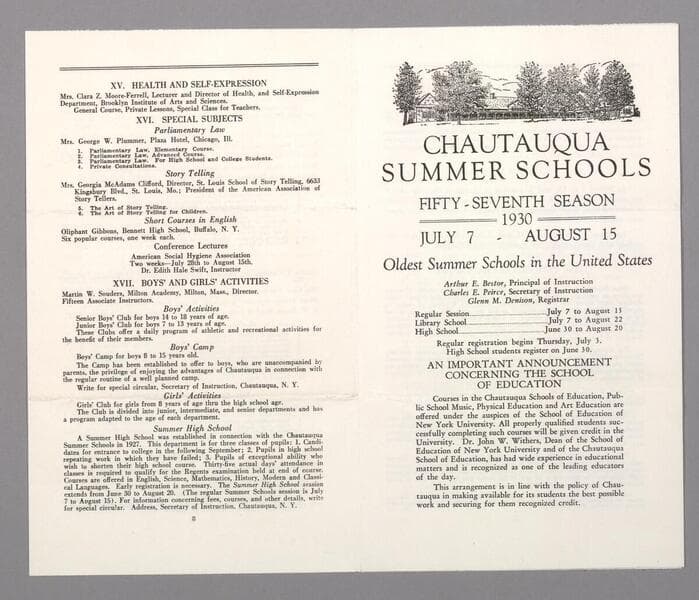 XV. HEALTH AND SELF-EXPRESSION
Mrs. Clara Z. Moore-Ferrell, Lecturer and Director of Health, and Self-Expression
Department, Brooklyn Institute of Arts and Sciences.
General Course, Private Lessons, Special Class for Teachers.
XVI. SPECIAL SUBJECTS
Parliamentary Law
Mrs. George W. Plummer, Plaza Hotel, Chicago, Ill.
1. Parliamentary Law, Elementary Course.
2. Parliamentary Law, Advanced Course.
3. Parliamentary Law. For High School and College Students.
4. Private Consultations.
Story Telling
Mrs. Georgia McAdams Clifford, Director, St. Louis School of Story Telling, 6633
Kingsbury Blvd., St. Louis, Mo.; President of the American Association of
Story Tellers.
5. The Art of Story Telling.
6. The Art of Story Telling for Children.
Short Courses in English
Oliphant Gibbons, Bennett High School, Buffalo, N. Y.
Six popular courses, one week each.
Conference Lectures
American Social Hygiene Association
Two weeks—July 28th to August 15th.
Dr. Edith Hale Swift, Instructor
XVII. BOYS' AND GIRLS' ACTIVITIES
Martin W. Souders, Milton Academy, Milton, Mass., Director.
Fifteen Associate Instructors.
Boys' Activities
Senior Boys' Club for boys 14 to 18 years of age.
Junior Boys' Club for boys 7 to 13 years of age.
These Clubs offer a daily program of athletic and recreational activities for
the benefit of their members.
Boys' Camp
Boys' Camp for boys 8 to 15 years old.
The Camp has been established to offer to boys, who are unaccompanied by
parents, the privilege of enjoying the advantages of Chautauqua in connection with
the regular routine of a well planned camp.
Write for special circular, Secretary of Instruction, Chautauqua, N. Y.
Girls' Activities
Girls' Club for girls from 8 years of age thru the high school age.
The Club is divided into junior, intermediate, and senior departments and has
a program adapted to the age of each department.
Summer High School
A Summer High School was established in connection with the Chautauqua
Summer Schools in 1927. This department is for three classes of pupils: 1. Candi-
dates for entrance to college in the following September; 2. Pupils in high school
repeating work in which they have failed; 3. Pupils of exceptional ability who
wish to shorten their high school course. Thirty-five actual days' attendance in
classes is required to qualify for the Regents examination held at end of course.
Courses are offered in English, Science, Mathematics, History, Modern and Classi-
cal Languages. Early registration is necessary. The Summer High School session
extends from June 30 to August 20. (The regular Summer Schools session is July
7 to August 15). For information concerning fees, courses, and other details, write
for special circular. Address, Secretary of Instruction, Chautauqua, N. Y.
8
CHAUTAUQUA
SUMMER SCHOOLS
FIFTY-SEVENTH SEASON
1930
JULY 7 - AUGUST 15
Oldest Summer Schools in the United States
Arthur E. Bestor, Principal of Instruction
Charles E. Peirce, Secretary of Instruction
Glenn M. Denison, Registrar
Regular Session July 7 to August 15
Library School July 7 to August 22
High School June 30 to August 20
Regular registration begins Thursday, July 3.
High School students register on June 30.
AN IMPORTANT ANNOUNCEMENT
CONCERNING THE SCHOOL
OF EDUCATION
Courses in the Chautauqua Schools of Education, Pub-
lic School Music, Physical Education and Art Education are
offered under the auspices of the School of Education of
New York University. All properly qualified students suc-
cessfully completing such courses will be given credit in the
University. Dr. John W. Withers, Dean of the School of
Education of New York University and of the Chautauqua
School of Education, has had wide experience in educational
matters and is recognized as one of the leading educators
of the day.
This arrangement is in line with the policy of Chau-
tauqua in making available for its students the best possible
work and securing for them recognized credit.